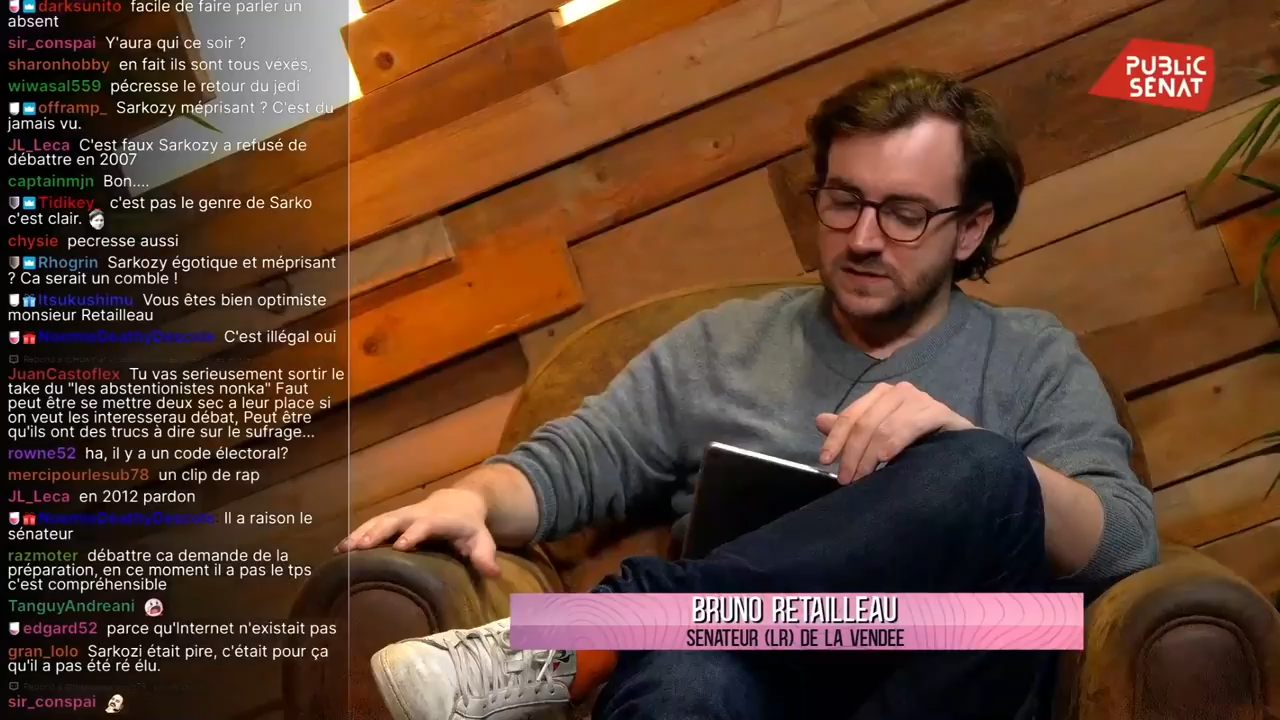 darksunito facile de faire parler un
absent
sir_conspai Y'aura qui ce soir ?
sharonhobby en fait ils sont tous véxés,
wiwasal559 pécresse le retour du jedi
offramp_ Sarkozy méprisant ? C'est du
jamais vu.
JL_Leca C'est faux Sarkozy a refusé de
débattre en 2007
captainmjn Bon....
Tidikey_ c'est pas le genre de Sarko
c'est clair.
chysie pecresse aussi
Rhogrin Sarkozy égotique et méprisant
? Ca serait un comble !
Itsukushimu Vous êtes bien optimiste
monsieur Retailleau
C'est illégal oui
JuanCastoflex Tu vas serieusement sortir le
take du "les abstentionistes nonka" Faut
peut être se mettre deux sec a leur place si
on veut les interesserau débat, Peut être
qu'ils ont des trucs à dire sur le sufrage...
rowne52 ha, il y a un code électoral?
mercipourlesub78 un clip de rap
JL_Leca en 2012 pardon
Il a raison le
sénateur
razmoter débattre ca demande de la
préparation, en ce moment il a pas le tps
c'est compréhensible
TanguyAndreani
edgard52 parce qu'Internet n'existait pas
gran_lolo Sarkozi était pire, c'était pour ça
qu'il a pas été ré élu.
sir_conspai
PUBLIC
SÉNAT
BRUNO RETAILLEAU
SENATEUR (LR) DE LA VENDEE